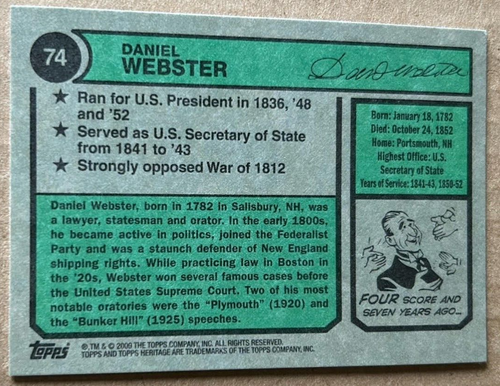 74
DANIEL
WEBSTER
Daniel Webster
★ Ran for U.S. President in 1836, '48
and '52
★ Served as U.S. Secretary of State
from 1841 to '43
★ Strongly opposed War of 1812
Born: January 18, 1782
Died: October 24, 1852
Home: Portsmouth, NH
Highest Office: U.S.
Secretary of State
Years of Service: 1841-43, 1850-52
Daniel Webster, born in 1782 in Salisbury, NH, was
a lawyer, statesman and orator. In the early 1800s,
he became active in politics, joined the Federalist
Party and was a staunch defender of New England
shipping rights. While practicing law in Boston in
the '20s, Webster won several famous cases before
the United States Supreme Court. Two of his most
notable oratories were the "Plymouth" (1920) and
the "Bunker Hill" (1925) speeches.
FOUR SCORE AND
SEVEN YEARS AGO...
Topps
®, TM & © 2009 THE TOPPS COMPANY, INC. ALL RIGHTS RESERVED.
TOPPS AND TOPPS HERITAGE ARE TRADEMARKS OF THE TOPPS COMPANY, INC.